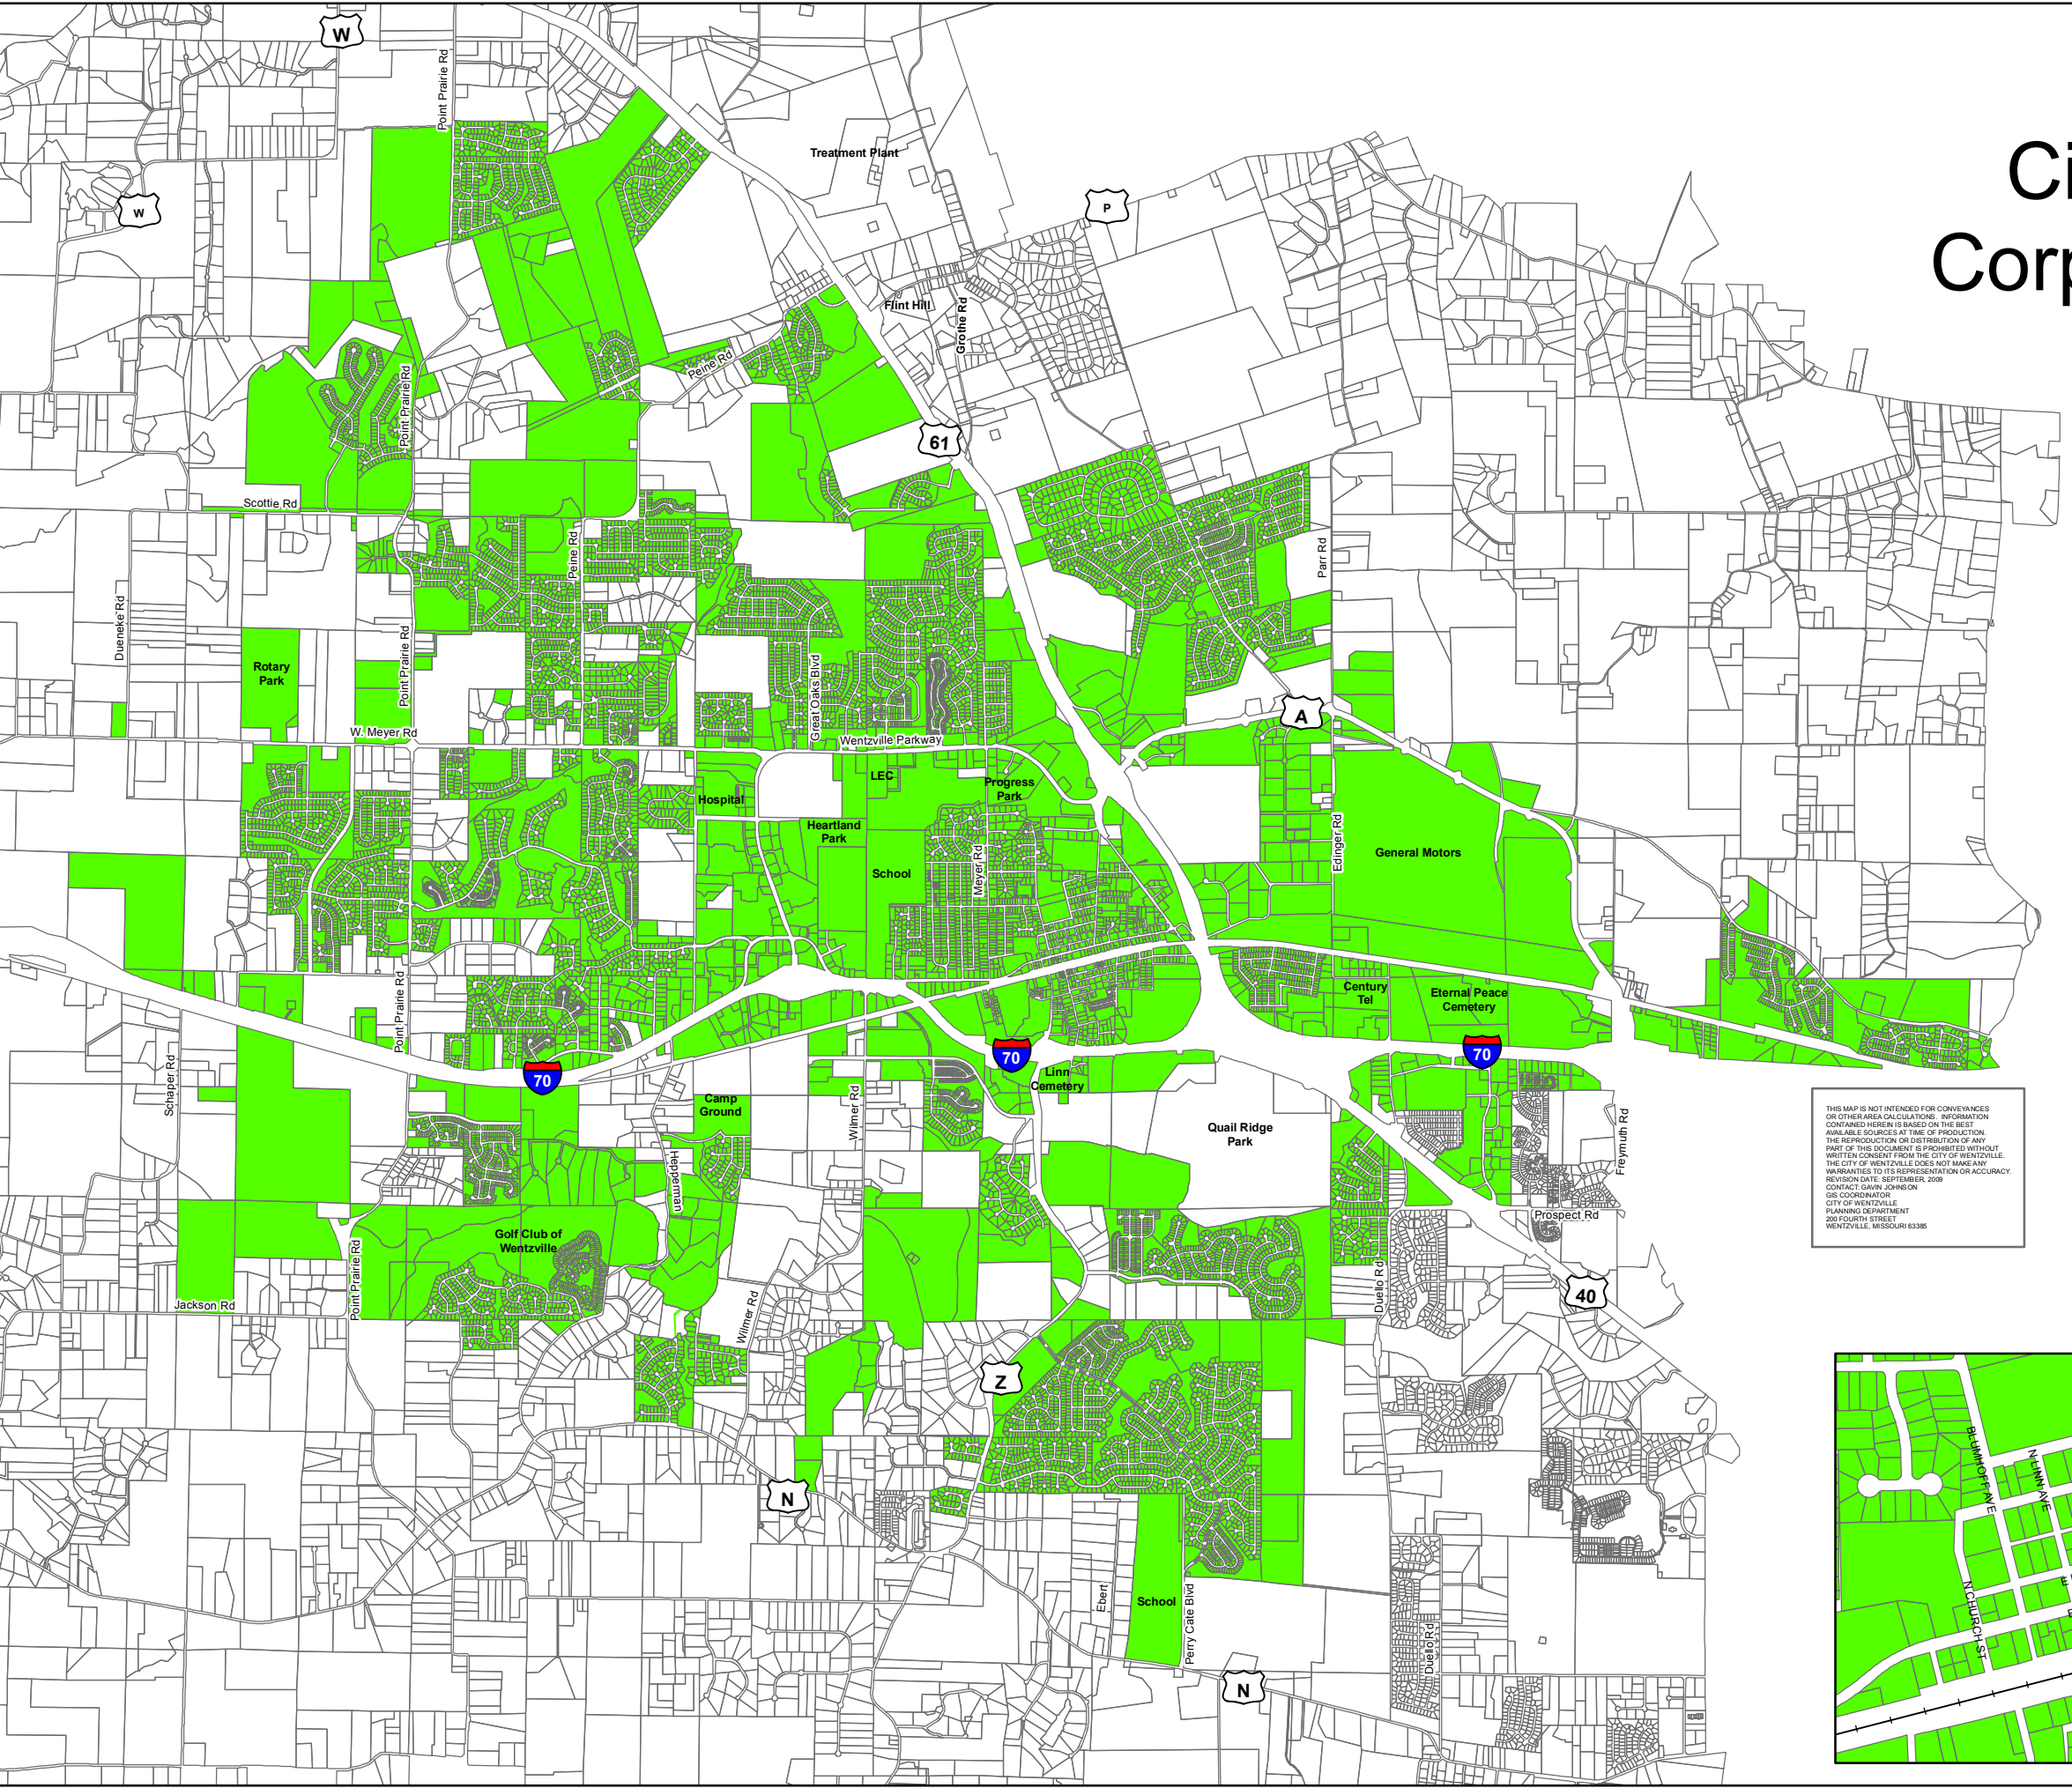 W
Point Prairie Rd
Ci
Treatment Plant
W
P
Corp
Flint Hill
Grothe Rd
Peine Rd
Point Prairie Rd
61
Scottie Rd
Peine Rd
Parr Rd
Dueneke Rd
Point Prairie Rd
Rotary
Park
Great Oaks Blvd
A
W. Meyer Rd
Wentzville Parkway
LEC
Progress
Park
Hospital
Heartland
Park
Edinger Rd
General Motors
School
Meyer Rd
Point Prairie Rd
Century
Tel
Eternal Peace
Cemetery
70
70
70
Schaper Rd
Linn
Cemetery
Camp
Ground
Wilmer Rd
Quail Ridge
Park
Freymuth Rd
THIS MAP IS NOT INTENDED FOR CONVEYANCES
OR OTHER AREA CALCULATIONS. INFORMATION
CONTAINED HEREIN IS BASED ON THE BEST
AVAILABLE SOURCES AT TIME OF PRODUCTION.
THE REPRODUCTION OR DISTRIBUTION OF ANY
PART OF THIS DOCUMENT IS PROHIBITED WITHOUT
WRITTEN CONSENT FROM THE CITY OF WENTZVILLE.
THE CITY OF WENTZVILLE DOES NOT MAKE ANY
WARRANTIES TO ITS REPRESENTATION OR ACCURACY.
REVISION DATE: SEPTEMBER, 2009
CONTACT: GAVIN JOHNSON
GIS COORDINATOR
CITY OF WENTZVILLE
PLANNING DEPARTMENT
200 FOURTH STREET
WENTZVILLE, MISSOURI 63385
Hepperman
Prospect Rd
Golf Club of
Wentzville
Point Prairie Rd
Duello Rd
Jackson Rd
Wilmer Rd
40
Z
N
BLUMHOFF AVE
N LINN AVE
Ebert
School
Perry Cate Blvd
Duello Rd
N CHURCH ST
E
N